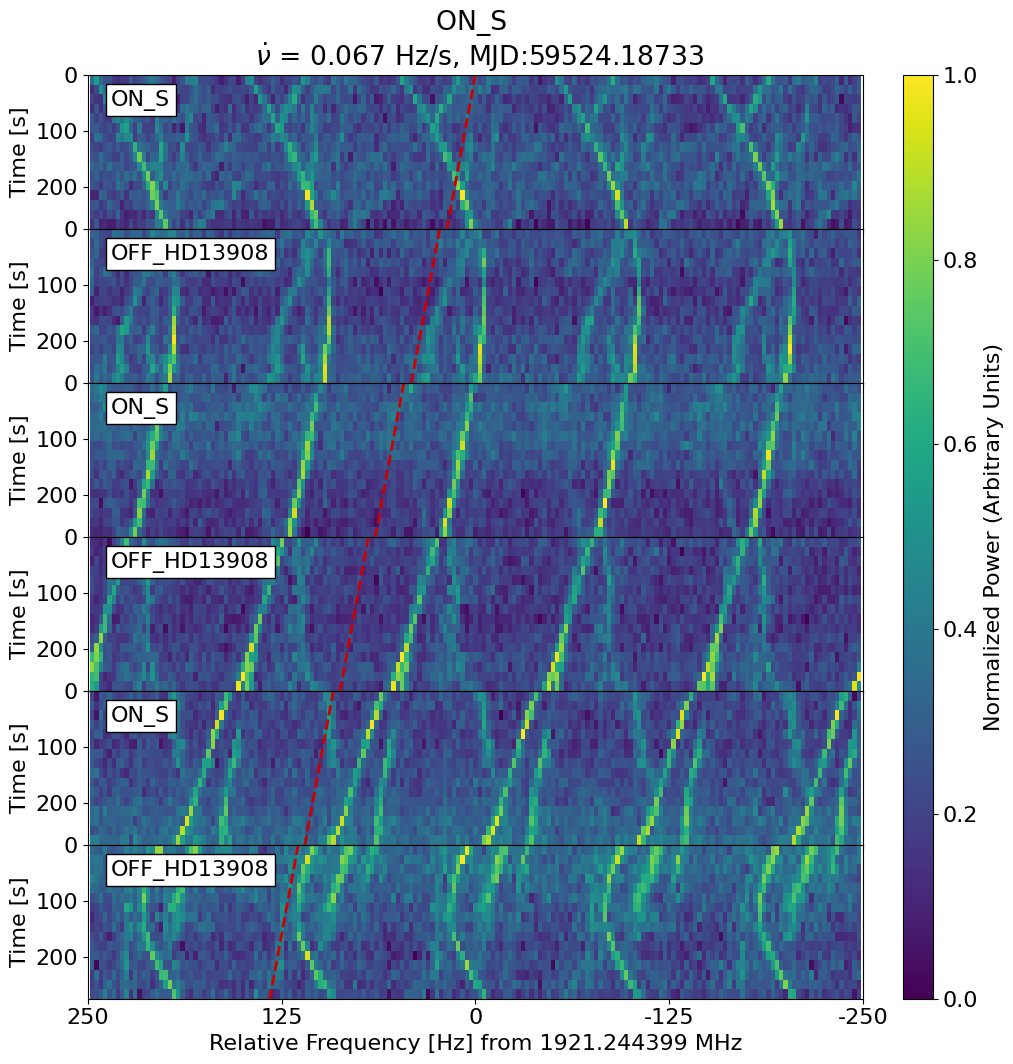 ON_S
ν̇ = 0.067 Hz/s, MJD:59524.18733
0
100
200
Time [s]
ON_S
0
100
200
Time [s]
OFF_HD13908
0
100
200
Time [s]
ON_S
0
100
200
Time [s]
OFF_HD13908
0
100
200
Time [s]
ON_S
0
100
200
Time [s]
OFF_HD13908
250 125 0 -125 -250
Relative Frequency [Hz] from 1921.244399 MHz
1.0
0.8
0.6
0.4
0.2
0.0
Normalized Power (Arbitrary Units)